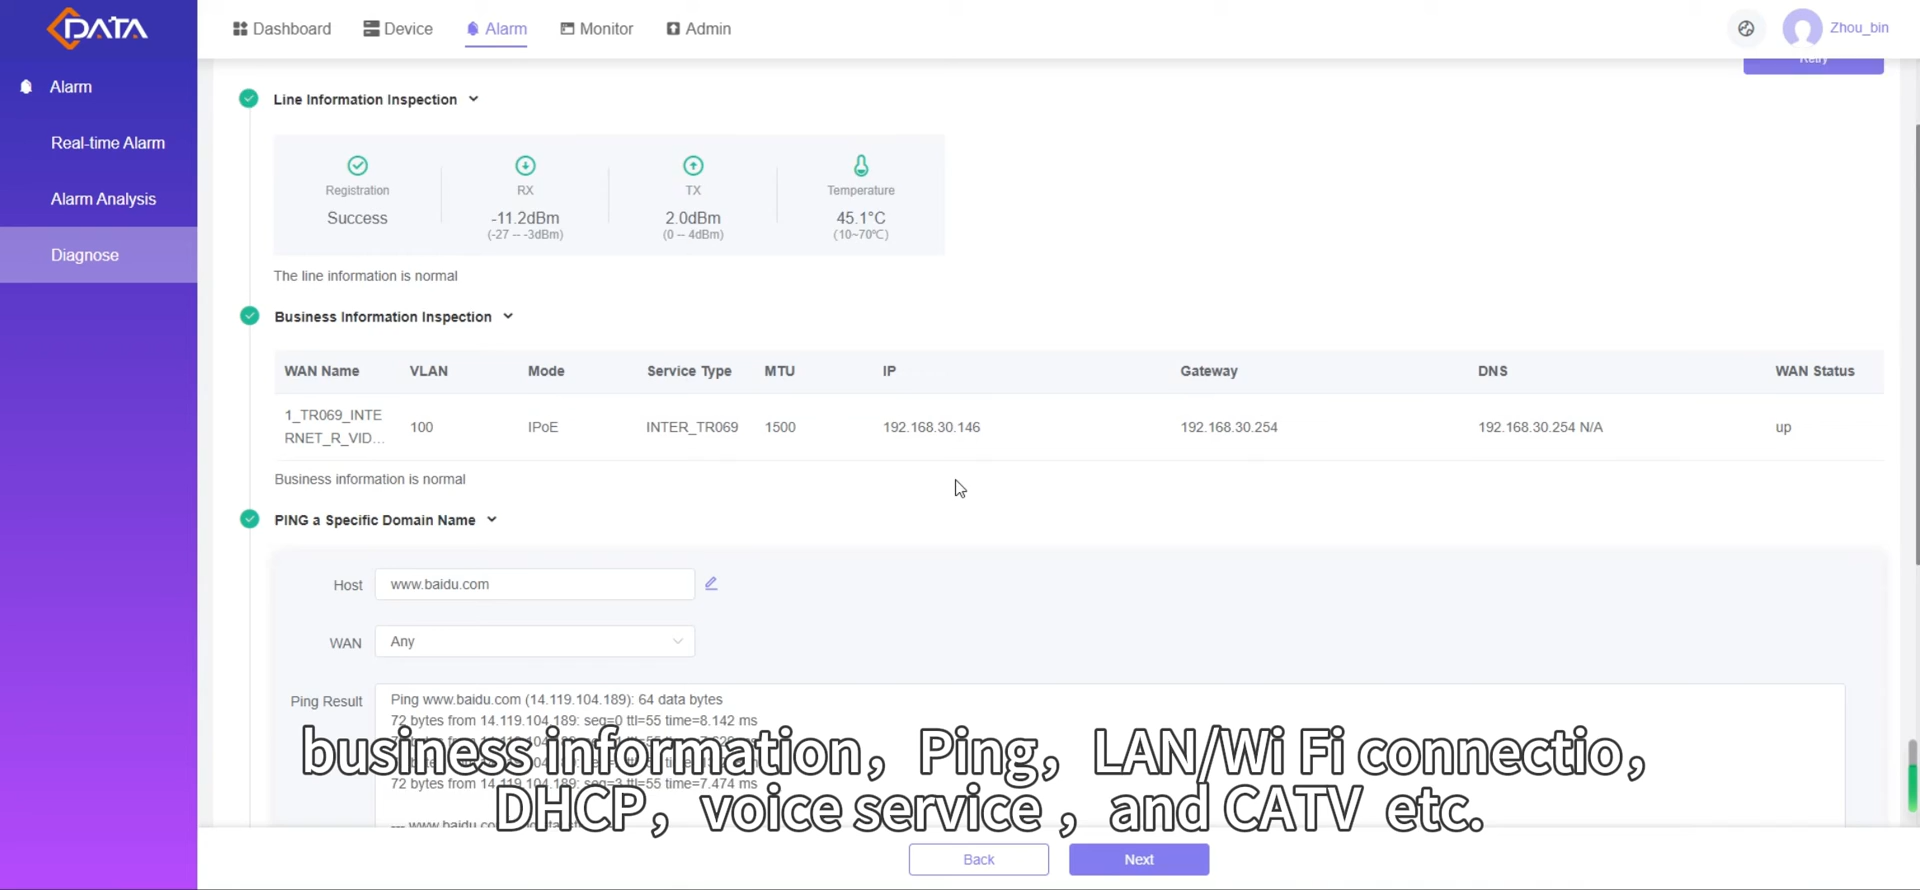 DATA
Dashboard
Device
Alarm
Monitor
Admin
Zhou_bin
Alarm
Real-time Alarm
Alarm Analysis
Diagnose
Retry
Line Information Inspection
Registration RX TX Temperature
Success -11.2dBm 2.0dBm 45.1°C
(-27 -- -3dBm) (0 -- 4dBm) (10~70℃)
The line information is normal
Business Information Inspection
WAN Name VLAN Mode Service Type MTU IP Gateway DNS WAN Status
1_TR069_INTE
RNET_R_VID... 100 IPoE INTER_TR069 1500 192.168.30.146 192.168.30.254 192.168.30.254 N/A up
Business information is normal
PING a Specific Domain Name
Host www.baidu.com
WAN Any
Ping Result
Ping www.baidu.com (14.119.104.189): 64 data bytes
72 bytes from 14.119.104.189: seq=0 ttl=55 time=8.142 ms
72 bytes from 14.119.104.189: seq=3 ttl=55 time=7.474 ms
business information，Ping，LAN/Wi Fi connectio，
DHCP，voice service ，and CATV etc.
Back
Next